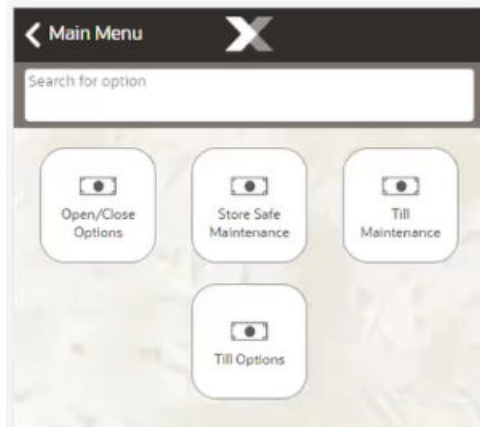 Main Menu
Search for option
Open/Close
Options
Store Safe
Maintenance
Till
Maintenance
Till Options